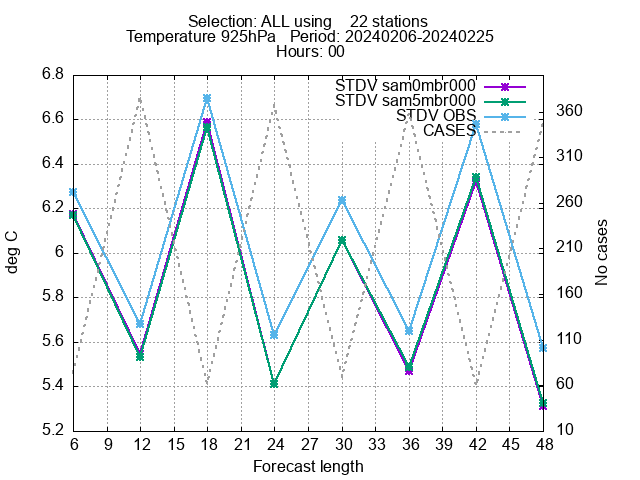 Selection: ALL using 22 stations
Temperature 925hPa Period: 20240206-20240225
Hours: 00
STDV sam0mbr000
STDV sam5mbr000
STDV OBS
CASES
6.8
6.6
6.4
6.2
6
5.8
5.6
5.4
5.2
deg C
360
310
260
210
160
110
60
10
No cases
6 9 12 15 18 21 24 27 30 33 36 39 42 45 48
Forecast length